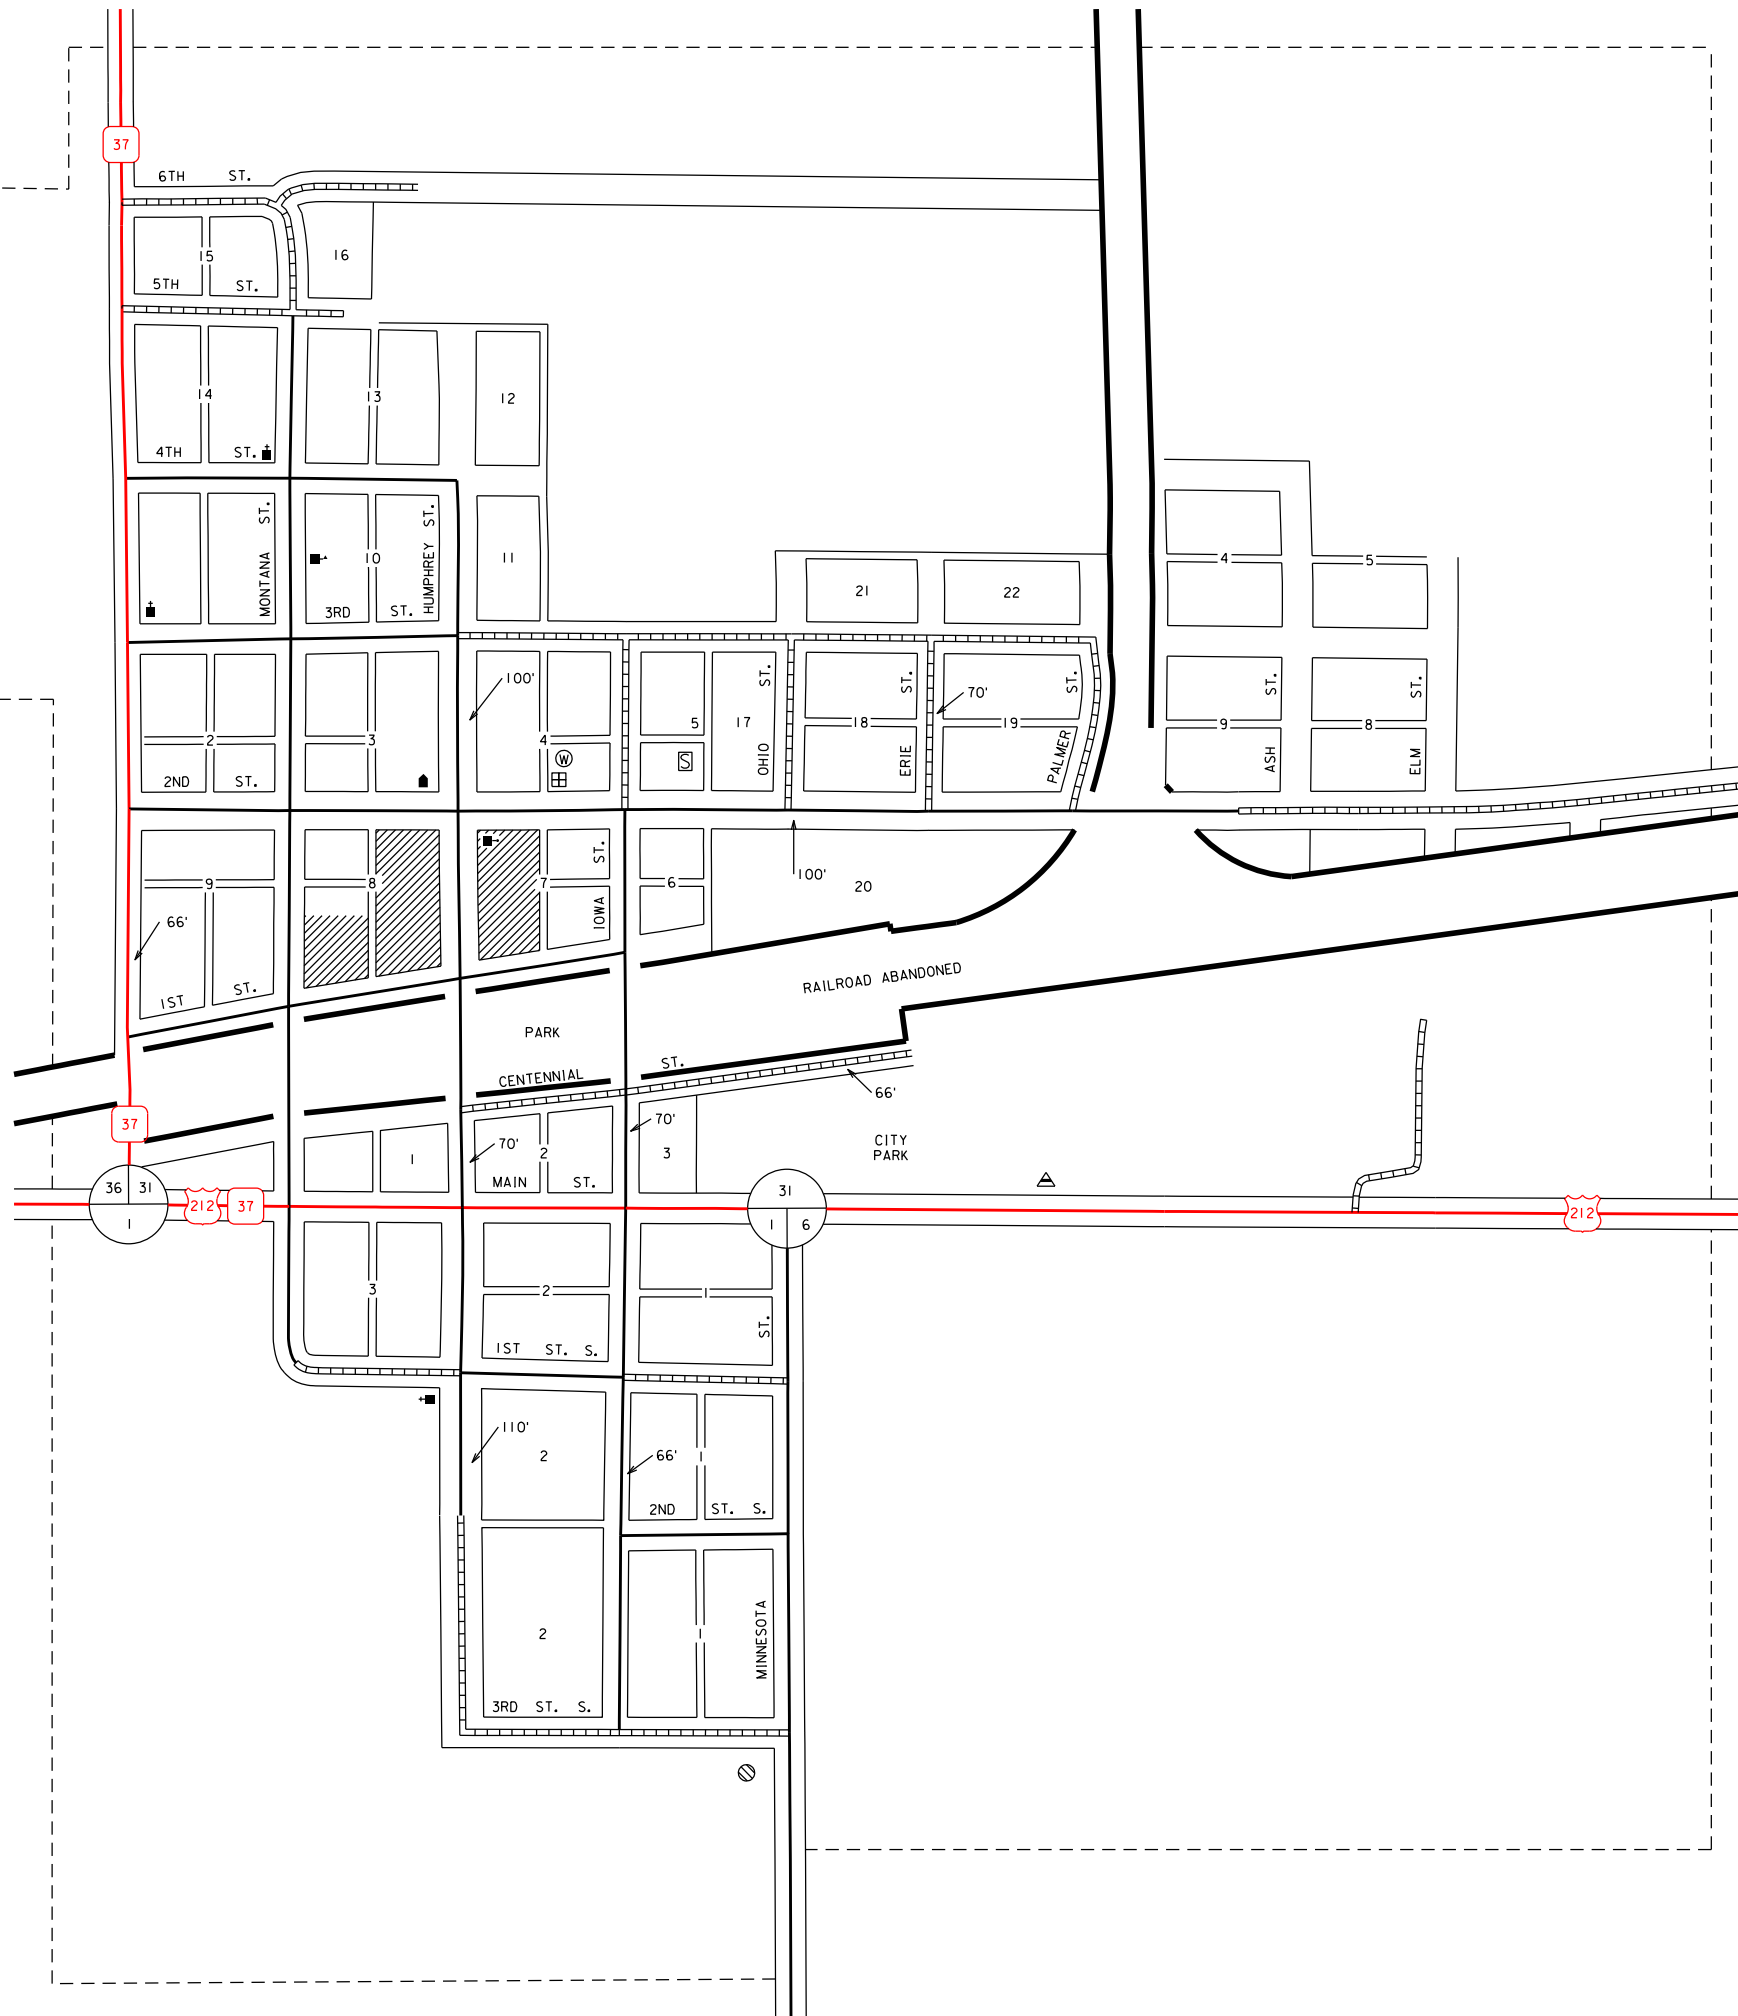 37
6TH ST.
15
16
5TH ST.
14
13
12
4TH ST.
MONTANA ST.
10
HUMPHREY ST.
11
3RD ST.
21
22
4
5
100'
2
3
4
W
2ND ST.
5
S
17
OHIO ST.
18
ERIE ST.
70'
19
PALMER ST.
9
ASH ST.
8
ELM ST.
9
66'
1ST ST.
8
7
IOWA ST.
6
100'
20
RAILROAD ABANDONED
PARK
CENTENNIAL ST.
66'
37
1
70'
2
70'
3
MAIN ST.
CITY
PARK
36 31
1
212
37
31
1 6
212
3
2
1
1ST ST. S.
ST.
110'
2
66'
1
2ND ST. S.
2
1
MINNESOTA
3RD ST. S.